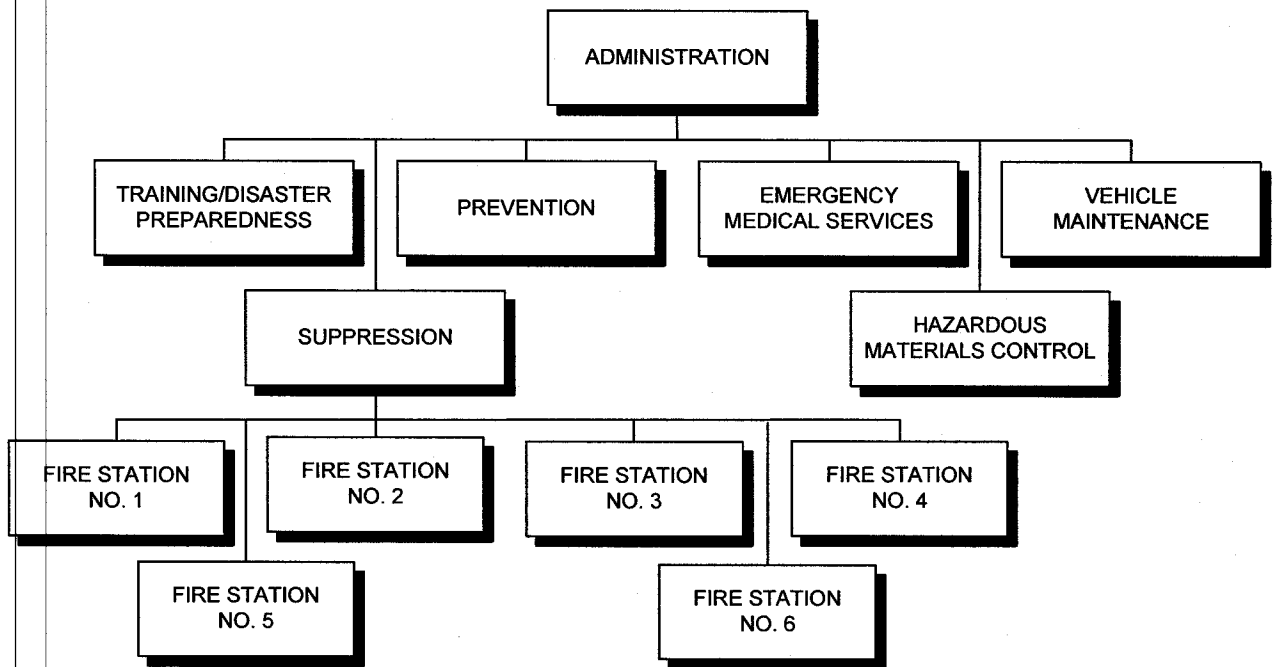 ADMINISTRATION
TRAINING/DISASTER
PREPAREDNESS
PREVENTION
EMERGENCY
MEDICAL SERVICES
VEHICLE
MAINTENANCE
SUPPRESSION
HAZARDOUS
MATERIALS CONTROL
FIRE STATION
NO. 1
FIRE STATION
NO. 2
FIRE STATION
NO. 3
FIRE STATION
NO. 4
FIRE STATION
NO. 5
FIRE STATION
NO. 6